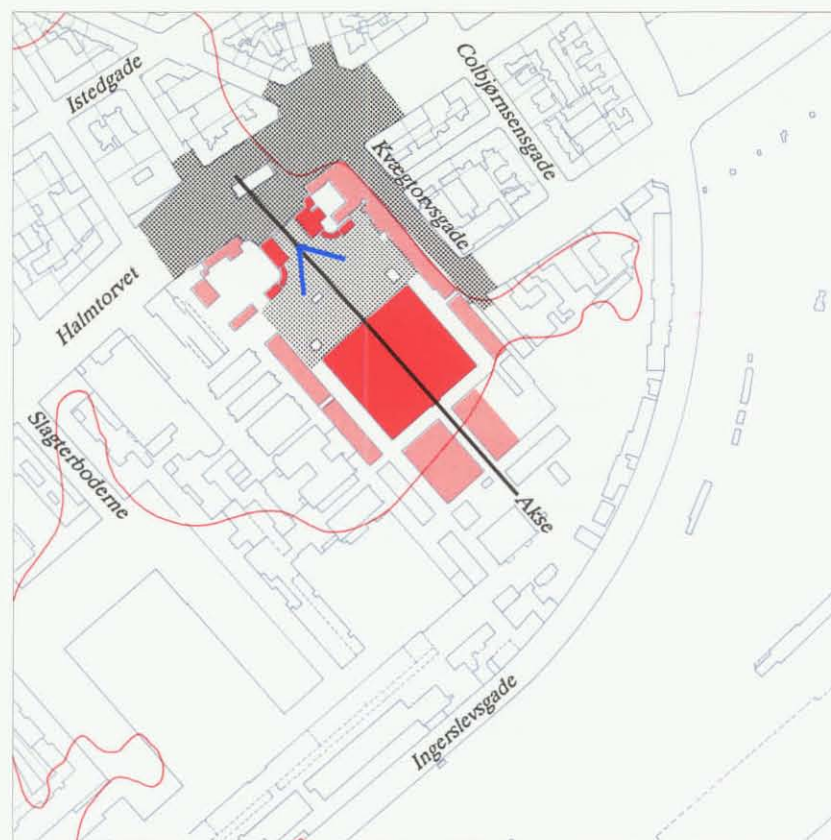 Istedgade
Colbjørnsensgade
Kvægtorvsgade
Halmtorvet
Slagterboderne
Akse
Ingerslevsgade